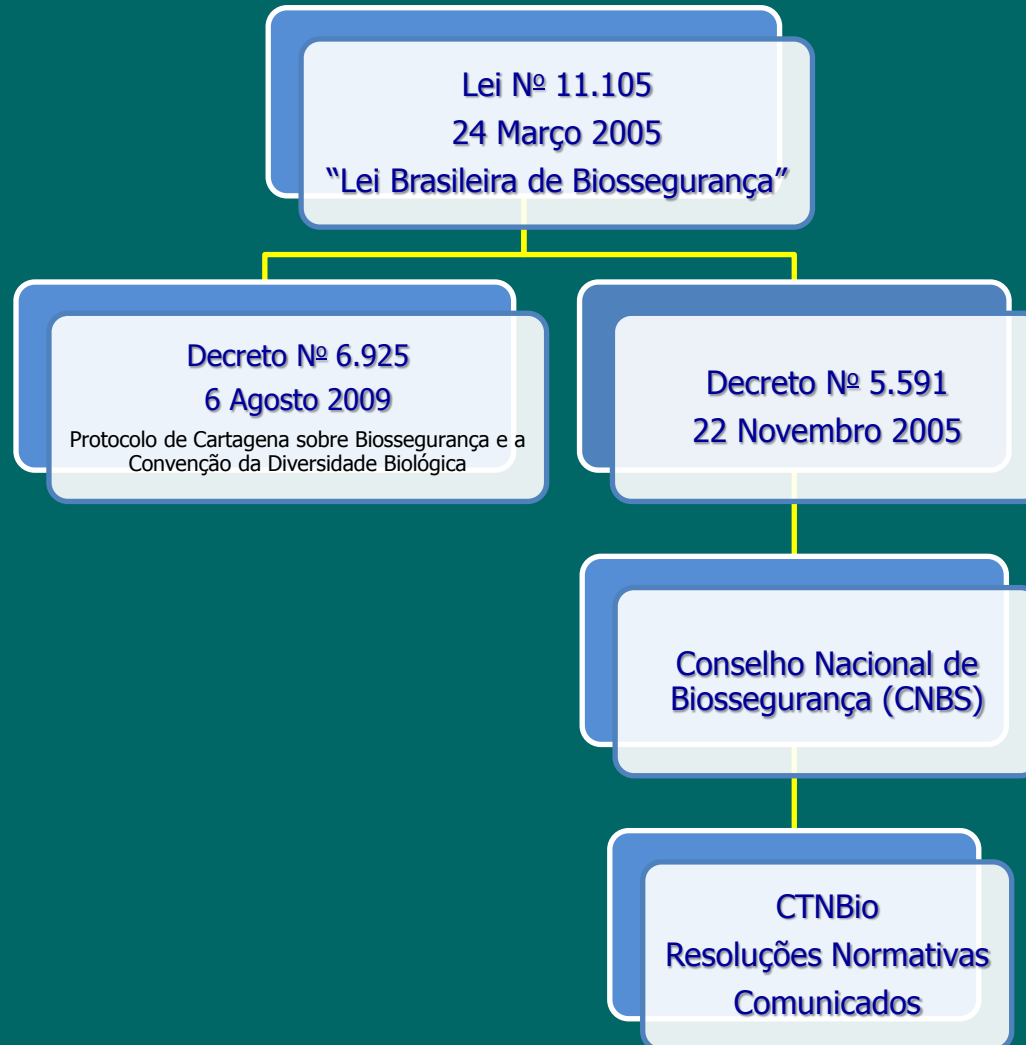 Lei Nº 11.105
24 Março 2005
“Lei Brasileira de Biossegurança”
Decreto Nº 6.925
6 Agosto 2009
Protocolo de Cartagena sobre Biossegurança e a
Convenção da Diversidade Biológica
Decreto Nº 5.591
22 Novembro 2005
Conselho Nacional de
Biossegurança (CNBS)
CTNBio
Resoluções Normativas
Comunicados